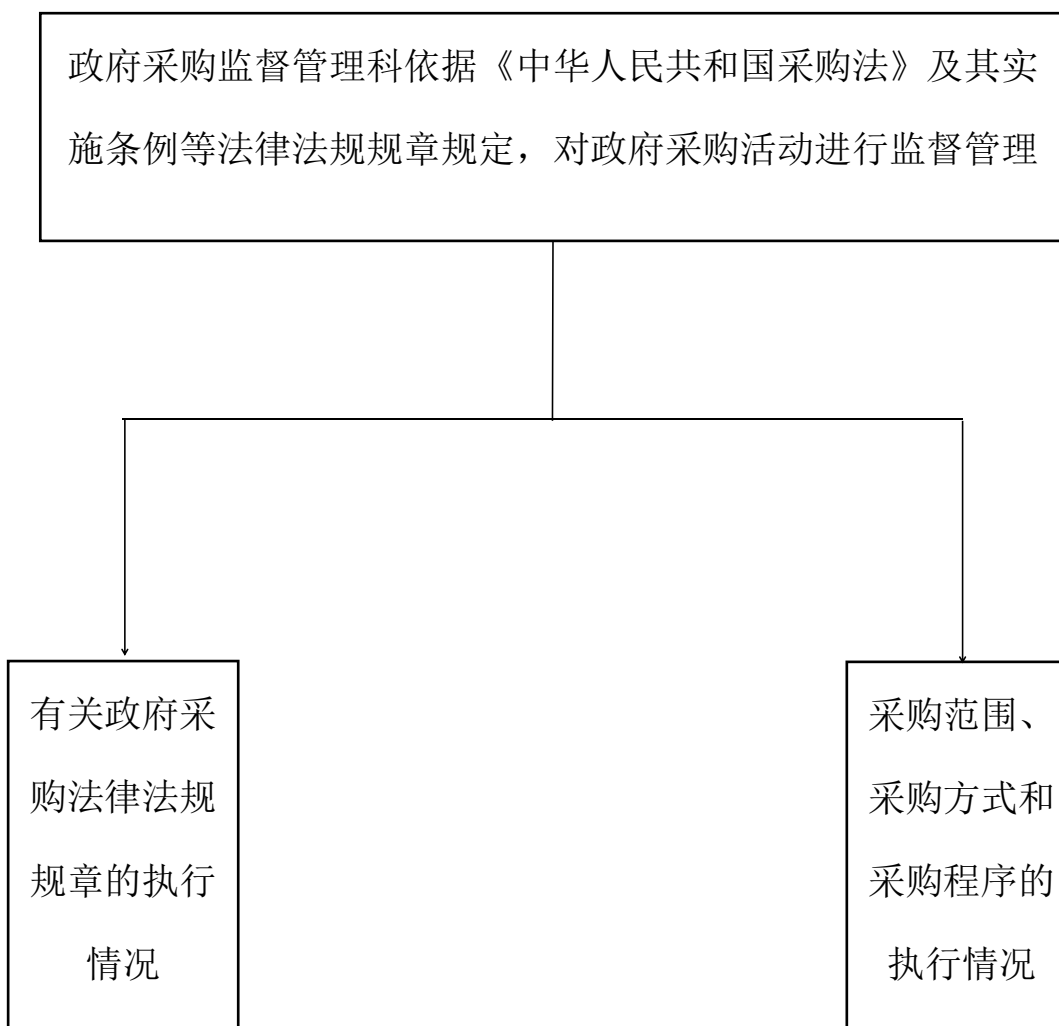 政府采购监督管理科依据《中华人民共和国采购法》及其实
施条例等法律法规规章规定，对政府采购活动进行监督管理
有关政府采
购法律法规
规章的执行
情况
采购范围、
采购方式和
采购程序的
执行情况